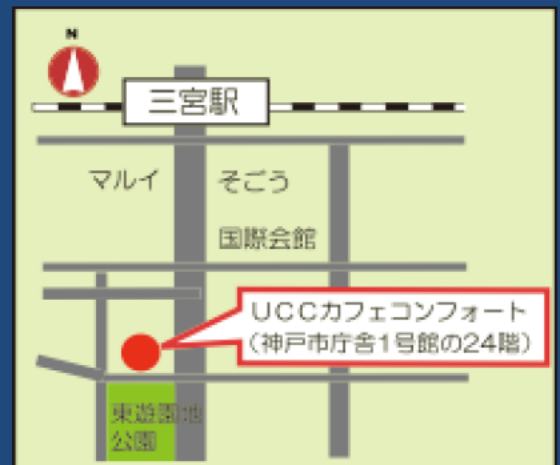 N
三宮駅
マルイ
そごう
国際会館
UCCカフェコンフォート
(神戸市庁舎1号館の24階)
東遊園地
公園